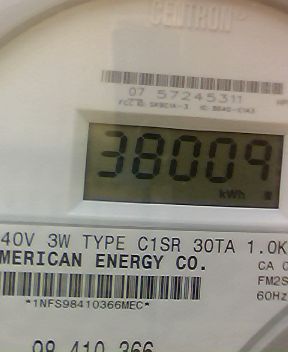 CENTRON®
07 57245311
38009
kWh
40V 3W TYPE C1SR 30TA 1.0K
MERICAN ENERGY CO.
CA 0
FM2S
60Hz
*1NFS98410366MEC*
98 410 366